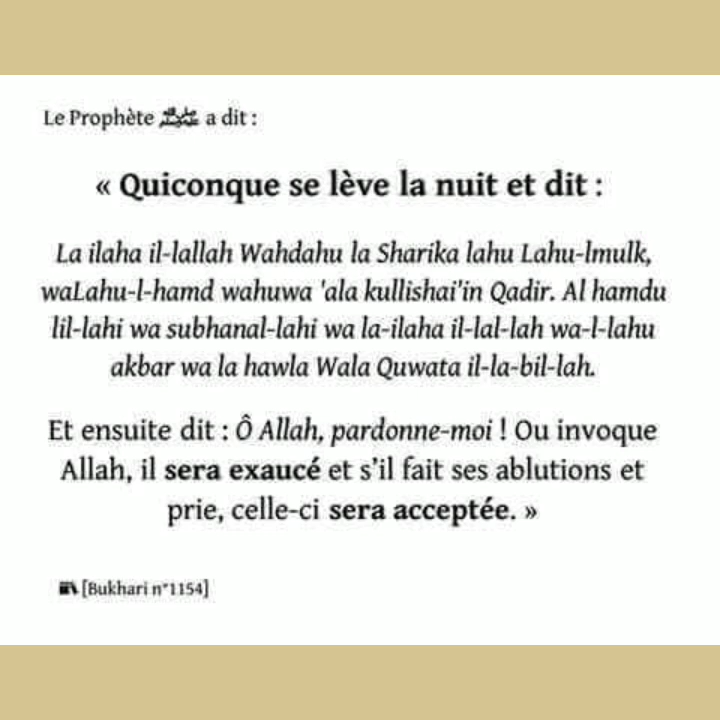 Le Prophète ﷺ a dit :
« Quiconque se lève la nuit et dit :
La ilaha il-lallah Wahdahu la Sharika lahu Lahu-lmulk,
waLahu-l-hamd wahuwa 'ala kullishai'in Qadir. Al hamdu
lil-lahi wa subhanal-lahi wa la-ilaha il-lal-lah wa-l-lahu
akbar wa la hawla Wala Quwata il-la-bil-lah.
Et ensuite dit : Ô Allah, pardonne-moi ! Ou invoque
Allah, il sera exaucé et s'il fait ses ablutions et
prie, celle-ci sera acceptée. »
[Bukhari n°1154]